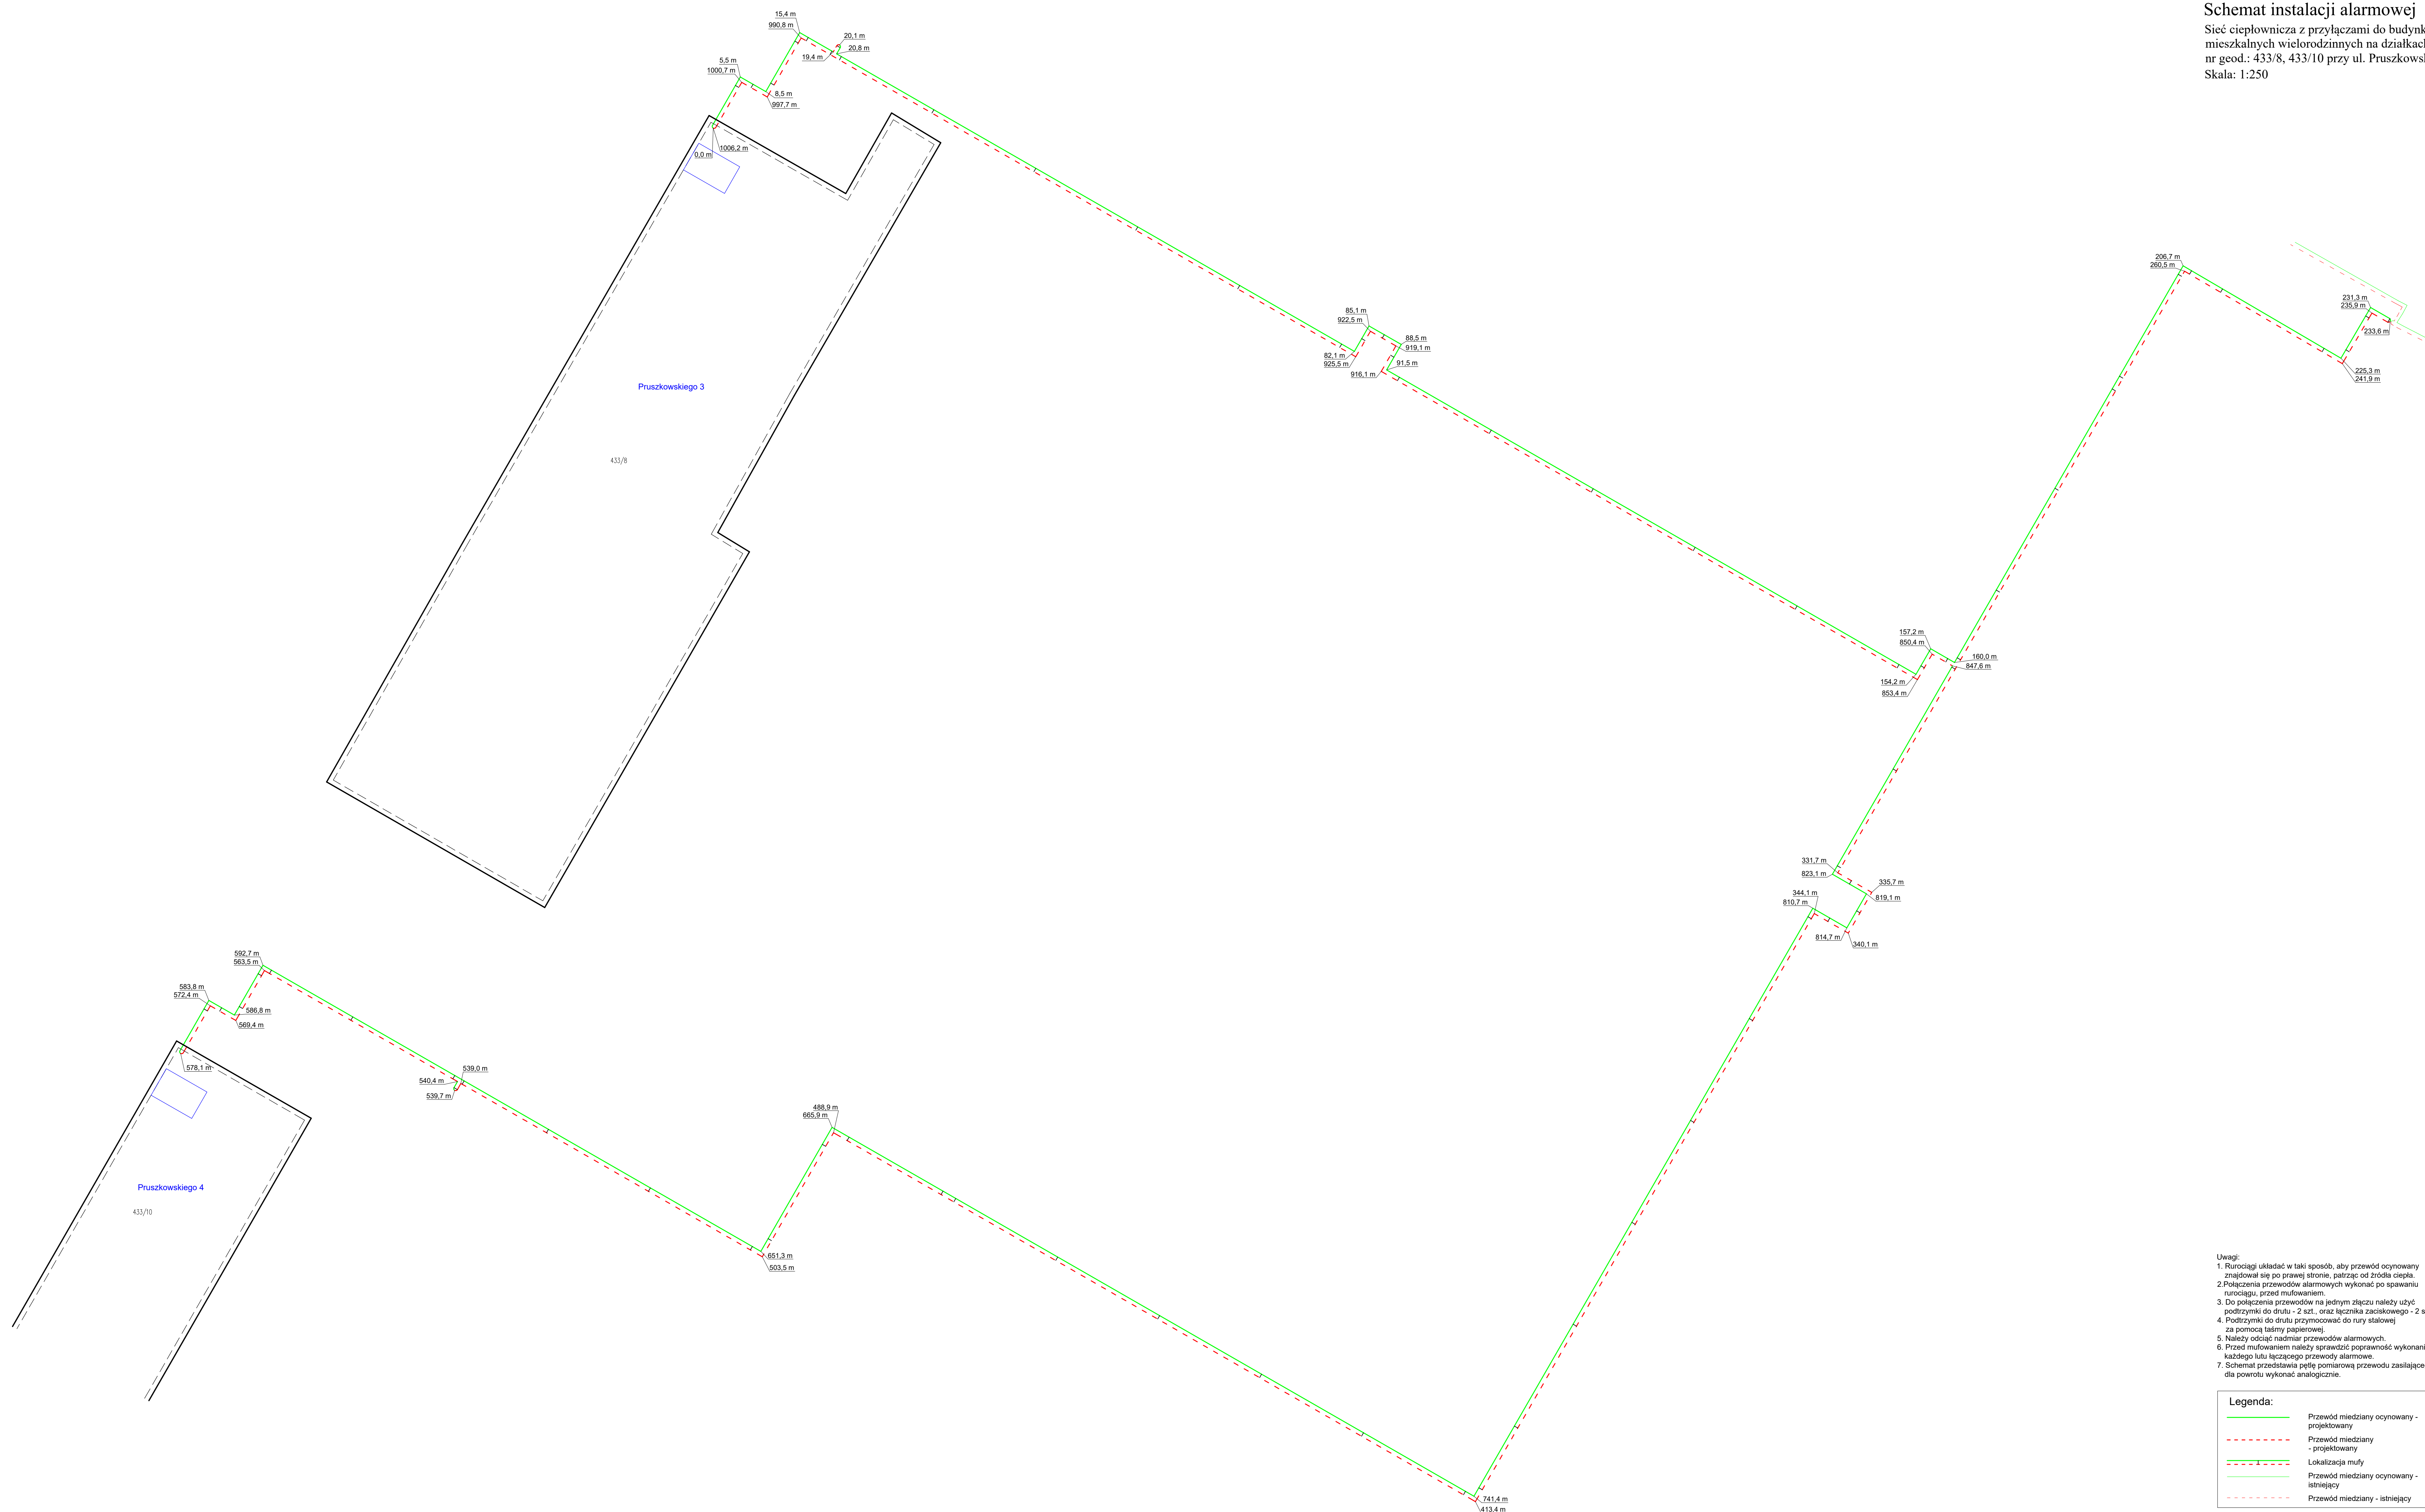 Schemat instalacji alarmowej
Sieć ciepłownicza z przyłączami do
mieszkalnych wielorodzinnych na
nr geod.: 433/8, 433/10 przy ul.
Skala: 1:250
15,4 m
990,8 m
20,1 m
20,8 m
19,4 m
5,5 m
1000,7 m
8,5 m
997,7 m
1006,2 m
0,0 m
206,7 m
260,5 m
231,3 m
235,9 m
233,6 m
225,3 m
241,9 m
85,1 m
922,5 m
88,5 m
919,1 m
82,1 m
925,5 m
91,5 m
916,1 m
Pruszkowskiego 3
433/8
157,2 m
850,4 m
160,0 m
847,6 m
154,2 m
853,4 m
331,7 m
823,1 m
335,7 m
819,1 m
344,1 m
810,7 m
814,7 m
340,1 m
592,7 m
563,5 m
583,8 m
572,4 m
586,8 m
569,4 m
578,1 m
539,0 m
540,4 m
539,7 m
488,9 m
665,9 m
Pruszkowskiego 4
433/10
651,3 m
503,5 m
741,4 m
413,4 m
Uwagi:
1. Rurociągi układać w taki sposób, aby przewód ocynowany
znajdował się po prawej stronie, patrząc od źródła ciepła.
2.Połączenia przewodów alarmowych wykonać po spawaniu
rurociągu, przed mufowaniem.
3. Do połączenia przewodów na jednym złączu należy użyć
podtrzymki do drutu - 2 szt., oraz łącznika zaciskowego - 2
4. Podtrzymki do drutu przymocować do rury stalowej
za pomocą taśmy papierowej.
5. Należy odciąć nadmiar przewodów alarmowych.
6. Przed mufowaniem należy sprawdzić poprawność
każdego lutu łączącego przewody alarmowe.
7. Schemat przedstawia pętlę pomiarową przewodu
dla powrotu wykonać analogicznie.
Legenda:
Przewód miedziany ocynowany -
projektowany
Przewód miedziany
- projektowany
Lokalizacja mufy
Przewód miedziany ocynowany -
istniejący
Przewód miedziany - istniejący